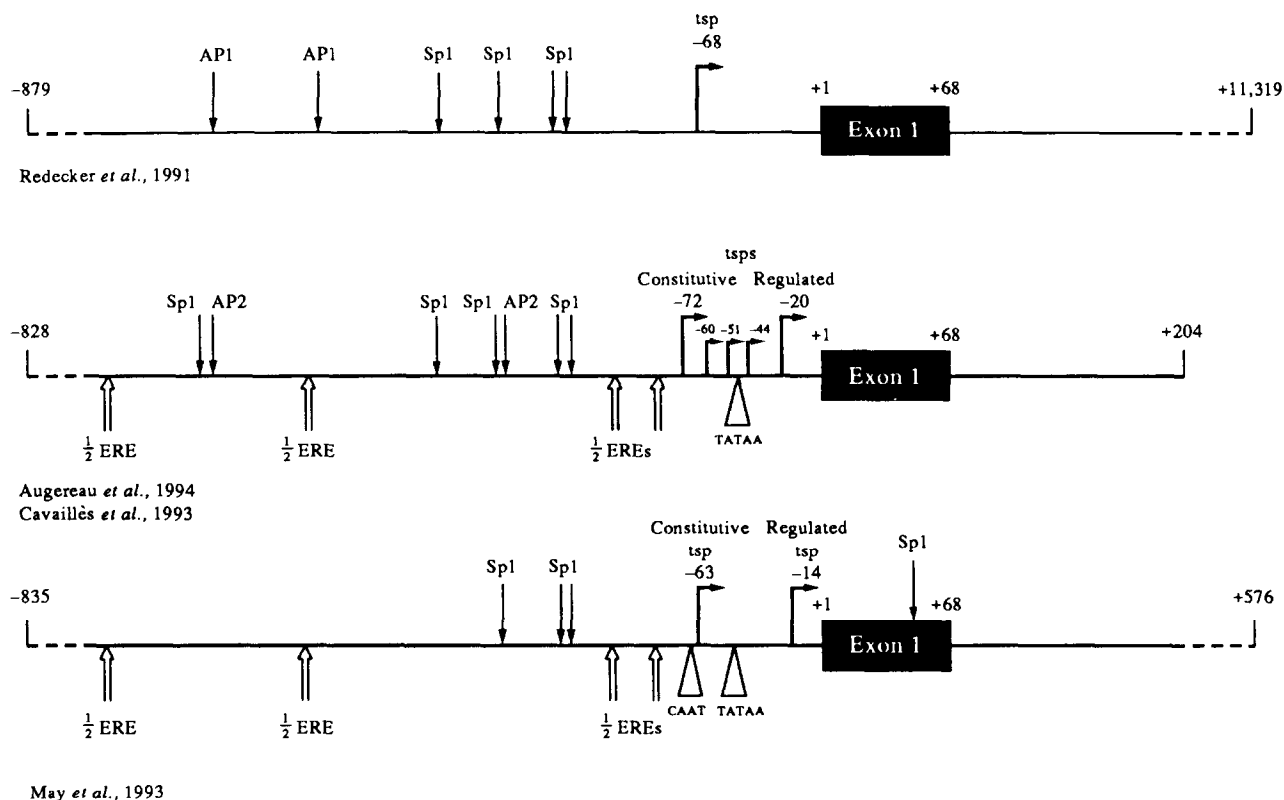 tsp
–68
AP1 AP1 Sp1 Sp1 Sp1
–879 +1 +68 +11,319
Exon 1
Redecker et al., 1991
tsps
Constitutive Regulated
–72 –20
Sp1 AP2 Sp1 Sp1 AP2 Sp1
–60 –51 –44
–828 +1 +68 +204
Exon 1
½ ERE ½ ERE ½ EREs TATAA
Augereau et al., 1994
Cavaillès et al., 1993
Constitutive Regulated
tsp tsp Sp1
–63 –14
Sp1 Sp1
–835 +1 +68 +576
Exon 1
½ ERE ½ ERE ½ EREs CAAT TATAA
May et al., 1993